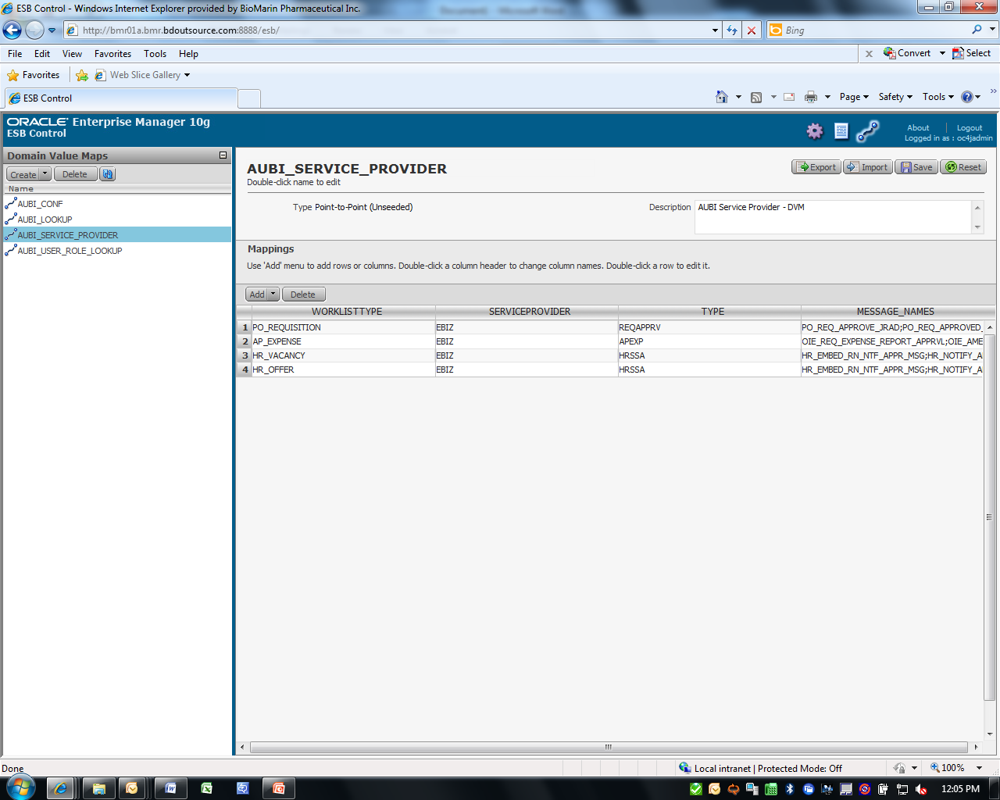 ESB Control - Windows Internet Explorer provided by BioMarin Pharmaceutical Inc.
http://bmr01a.bmr.bdoutsource.com:8888/esb/
Bing
File Edit View Favorites Tools Help
Convert Select
Favorites Web Slice Gallery
ESB Control
Page Safety Tools
ORACLE Enterprise Manager 10g
ESB Control
About Logout
Logged in as : oc4jadmin
Domain Value Maps
Create Delete
Name
AUBI_CONF
AUBI_LOOKUP
AUBI_SERVICE_PROVIDER
AUBI_USER_ROLE_LOOKUP
AUBI_SERVICE_PROVIDER
Double-click name to edit
Export Import Save Reset
Type Point-to-Point (Unseeded)
Description AUBI Service Provider - DVM
Mappings
Use 'Add' menu to add rows or columns. Double-click a column header to change column names. Double-click a row to edit it.
Add Delete
WORKLISTTYPE SERVICEPROVIDER TYPE MESSAGE_NAMES
1 PO_REQUISITION EBIZ REQAPPRV PO_REQ_APPROVE_JRAD;PO_REQ_APPROVED_
2 AP_EXPENSE EBIZ APEXP OIE_REQ_EXPENSE_REPORT_APPRVL;OIE_AME
3 HR_VACANCY EBIZ HRSSA HR_EMBED_RN_NTF_APPR_MSG;HR_NOTIFY_A
4 HR_OFFER EBIZ HRSSA HR_EMBED_RN_NTF_APPR_MSG;HR_NOTIFY_A
Done
Local intranet | Protected Mode: Off
100%
12:05 PM